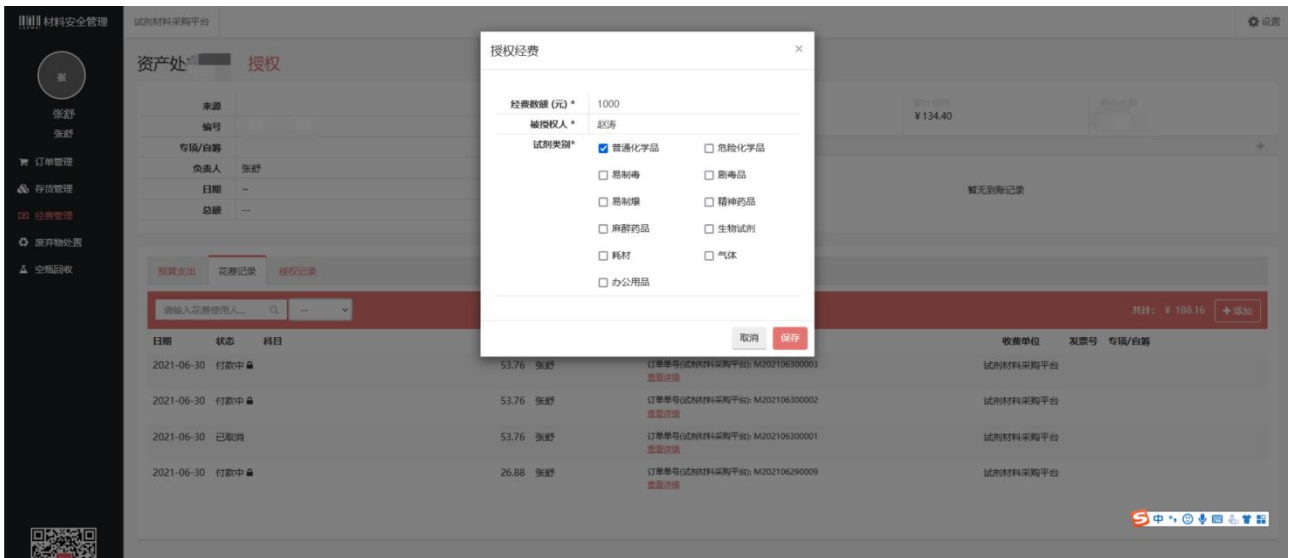 材料安全管理
试剂材料采购平台
设置
张
张舒
张舒
订单管理
存货管理
经费管理
废弃物处置
空瓶回收
资产处
授权
来源
编号
专项/自筹
负责人 张舒
日期 ~
总额 --
¥ 134.40
+
暂无到账记录
授权经费
×
经费数额 (元) * 1000
被授权人 * 赵涛
试剂类别*
普通化学品 危险化学品
易制毒 剧毒品
易制爆 精神药品
麻醉药品 生物试剂
耗材 气体
办公用品
取消 保存
预算支出 花费记录 授权记录
请输入花费使用人... -- 共计: ¥ 188.16 +添加
日期 状态 科目 收费单位 发票号 专项/自筹
2021-06-30 付款中 53.76 张舒 订单单号(试剂材料采购平台): M202106300003 试剂材料采购平台
查看详情
2021-06-30 付款中 53.76 张舒 订单单号(试剂材料采购平台): M202106300002 试剂材料采购平台
查看详情
2021-06-30 已取消 53.76 张舒 订单单号(试剂材料采购平台): M202106300001 试剂材料采购平台
查看详情
2021-06-30 付款中 26.88 张舒 订单单号(试剂材料采购平台): M202106290009 试剂材料采购平台
查看详情
中